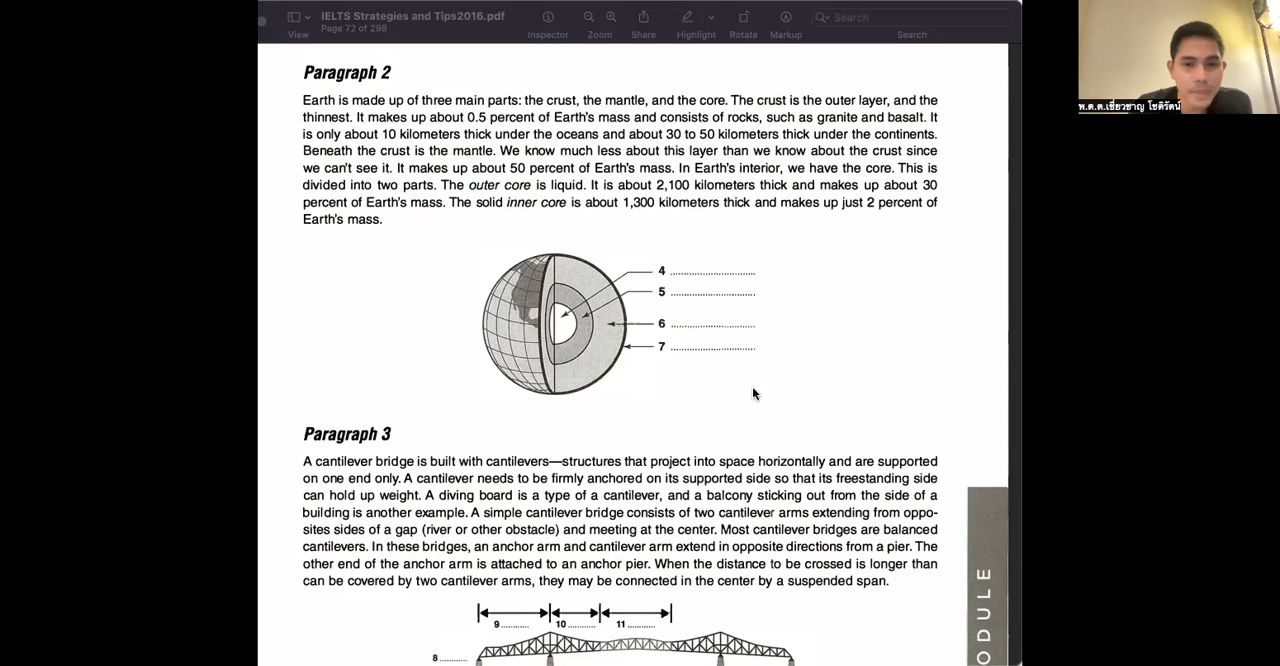 IELTS Strategies and Tips2016.pdf
Page 72 of 298
View
Inspector
Zoom
Share
Highlight
Rotate
Markup
Search
Search
พ.ต.ต.เชี่ยวชาญ โชติรัตน์
Paragraph 2
Earth is made up of three main parts: the crust, the mantle, and the core. The crust is the outer layer, and the
thinnest. It makes up about 0.5 percent of Earth's mass and consists of rocks, such as granite and basalt. It
is only about 10 kilometers thick under the oceans and about 30 to 50 kilometers thick under the continents.
Beneath the crust is the mantle. We know much less about this layer than we know about the crust since
we can't see it. It makes up about 50 percent of Earth's mass. In Earth's interior, we have the core. This is
divided into two parts. The outer core is liquid. It is about 2,100 kilometers thick and makes up about 30
percent of Earth's mass. The solid inner core is about 1,300 kilometers thick and makes up just 2 percent of
Earth's mass.
4 ............................
5 ............................
6 ............................
7 ............................
Paragraph 3
A cantilever bridge is built with cantilevers—structures that project into space horizontally and are supported
on one end only. A cantilever needs to be firmly anchored on its supported side so that its freestanding side
can hold up weight. A diving board is a type of a cantilever, and a balcony sticking out from the side of a
building is another example. A simple cantilever bridge consists of two cantilever arms extending from oppo-
sites sides of a gap (river or other obstacle) and meeting at the center. Most cantilever bridges are balanced
cantilevers. In these bridges, an anchor arm and cantilever arm extend in opposite directions from a pier. The
other end of the anchor arm is attached to an anchor pier. When the distance to be crossed is longer than
can be covered by two cantilever arms, they may be connected in the center by a suspended span.
9 ............ 10 ............ 11 ............
8 ............
ODULE